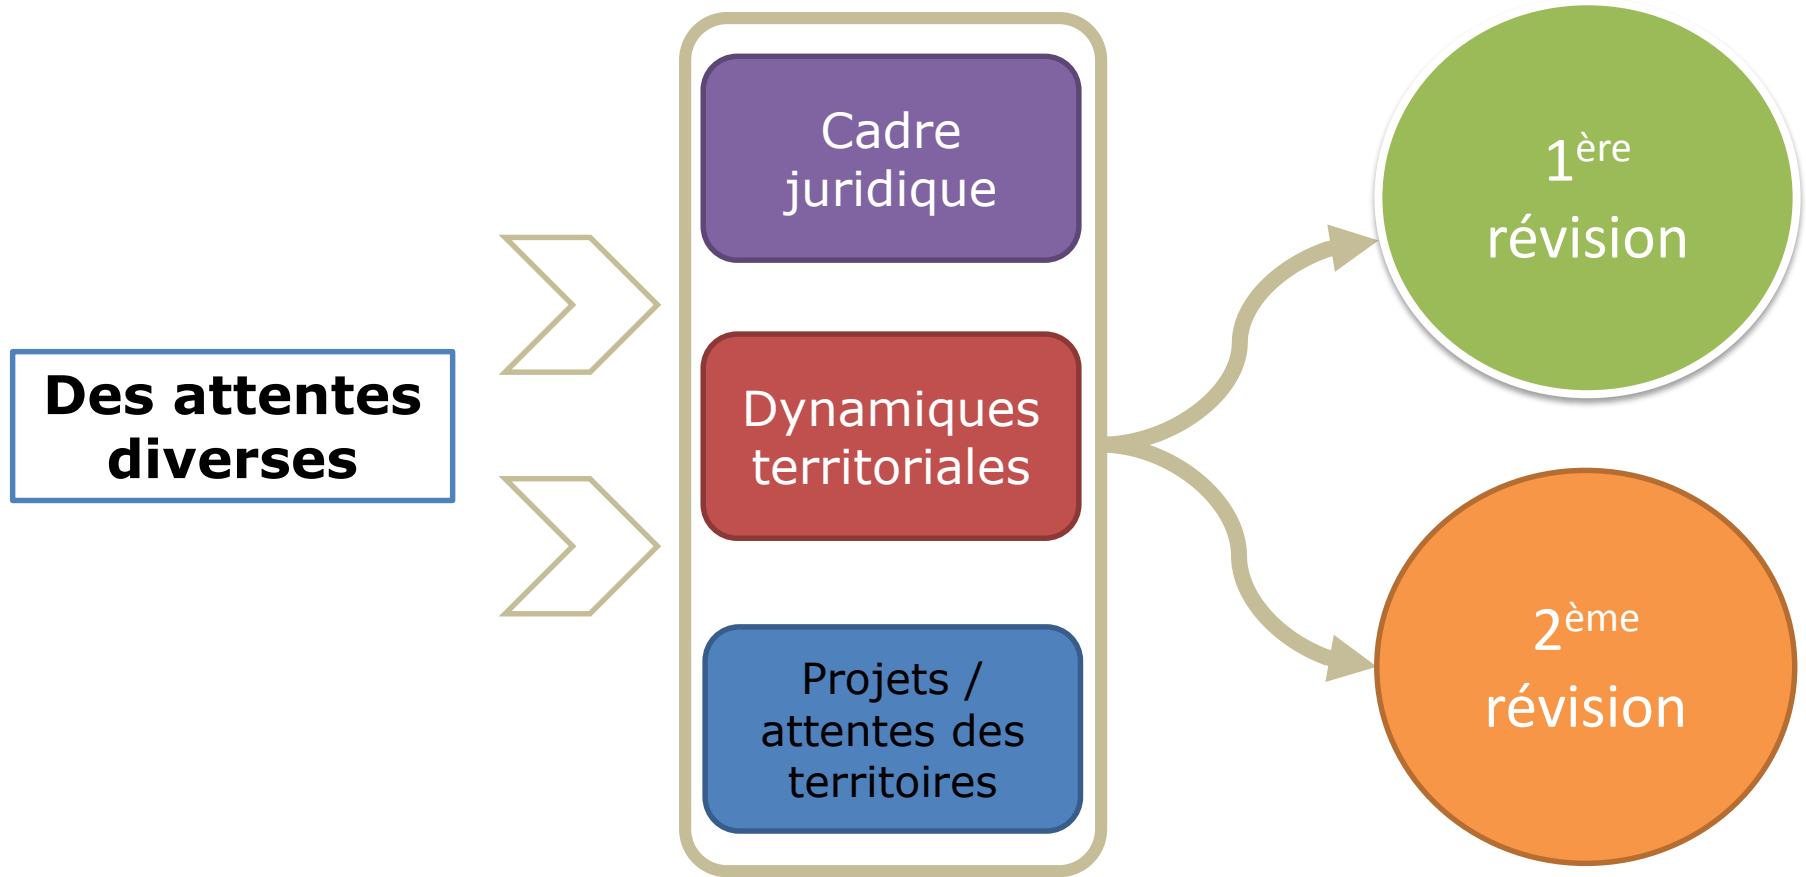 Des attentes
diverses
Cadre
juridique
Dynamiques
territoriales
Projets /
attentes des
territoires
1ère
révision
2ème
révision